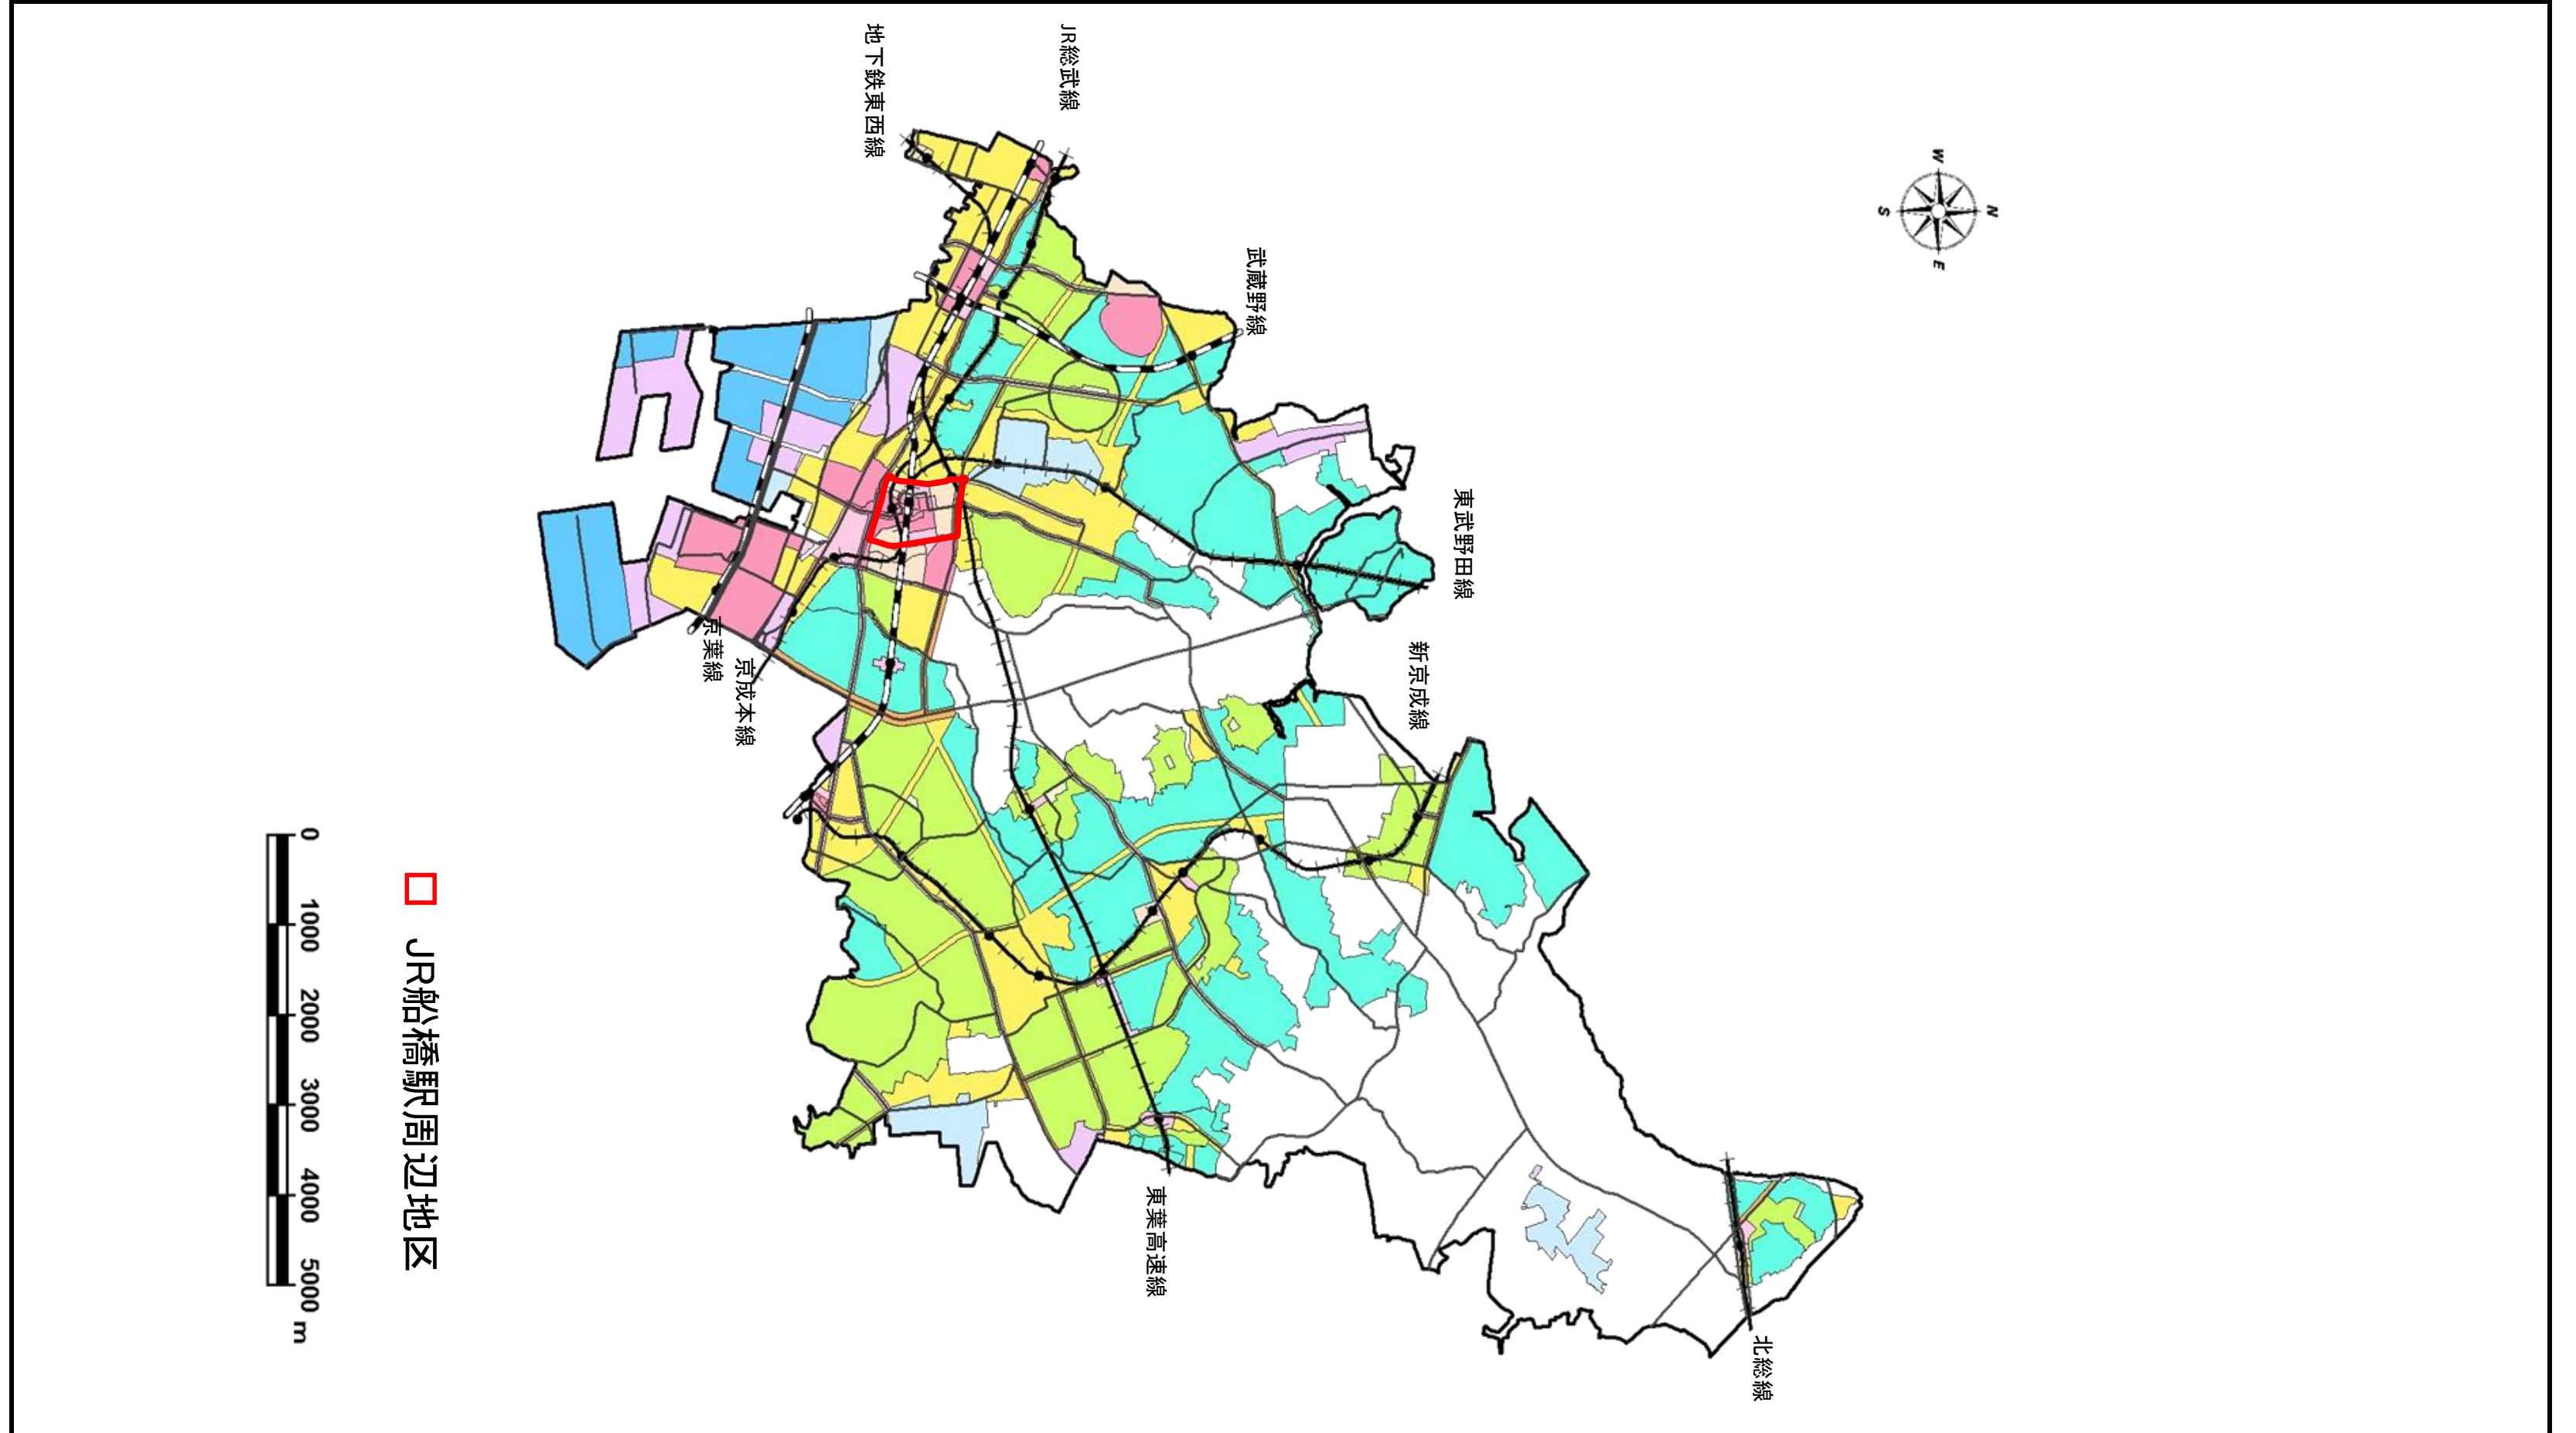 地下鉄東西線
JR総武線
武蔵野線
東武野田線
新京成線
京葉線
京成本線
東葉高速線
北総線
W
N
S
E
JR船橋駅周辺地区
0
1000
2000
3000
4000
5000 m